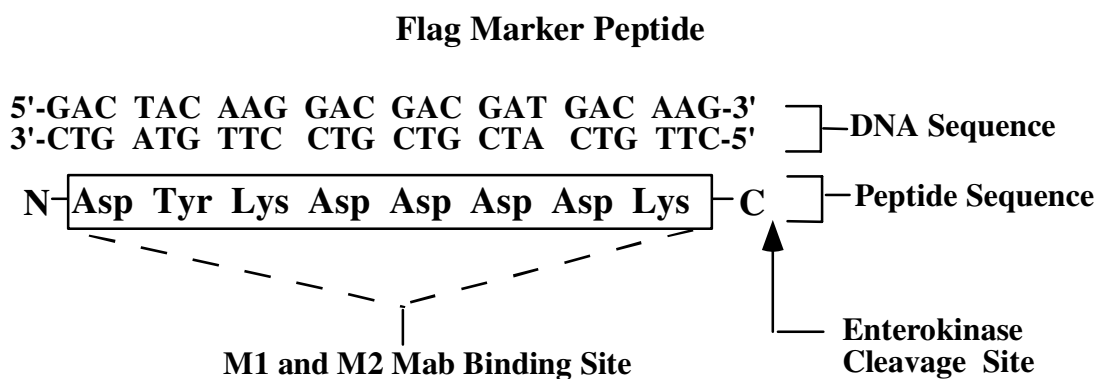 Flag Marker Peptide
5'-GAC TAC AAG GAC GAC GAT GAC AAG-3'
3'-CTG ATG TTC CTG CTG CTA CTG TTC-5'
DNA Sequence
N Asp Tyr Lys Asp Asp Asp Asp Lys C
Peptide Sequence
M1 and M2 Mab Binding Site
Enterokinase
Cleavage Site